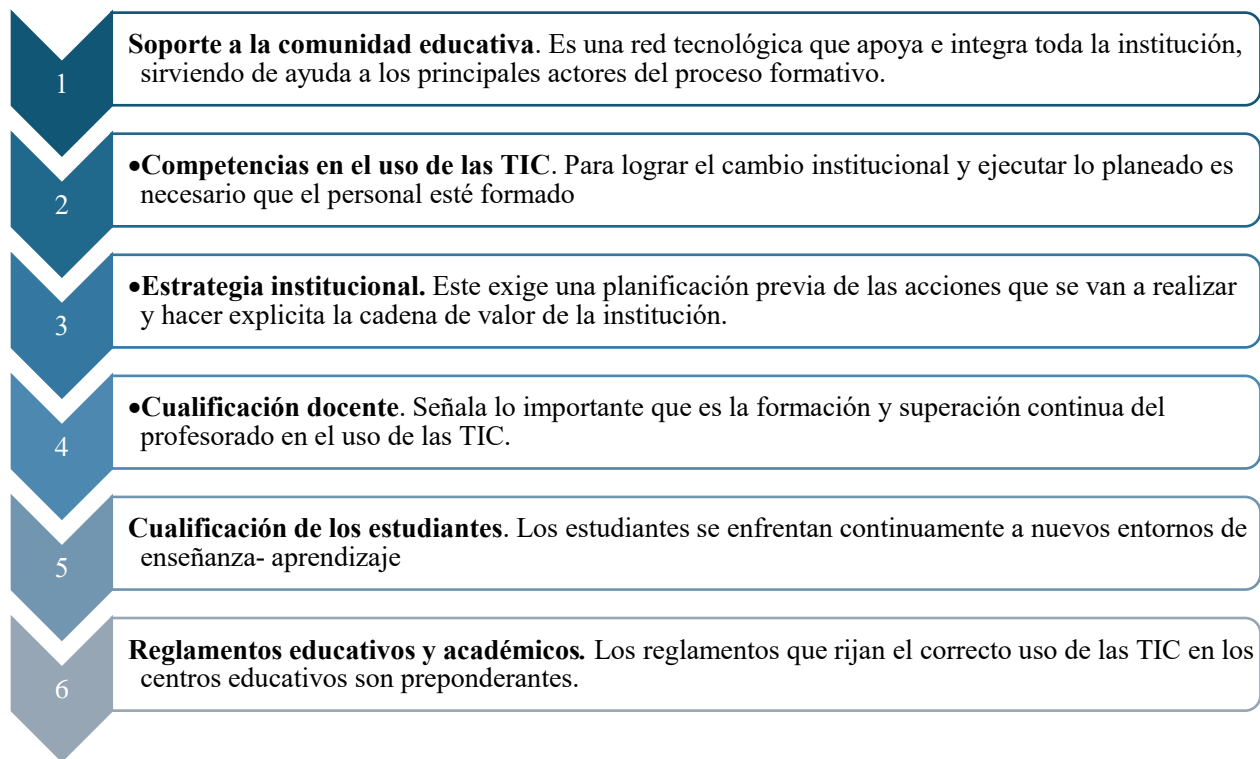 1
Soporte a la comunidad educativa. Es una red tecnológica que apoya e integra toda la institución,
sirviendo de ayuda a los principales actores del proceso formativo.
2
•Competencias en el uso de las TIC. Para lograr el cambio institucional y ejecutar lo planeado es
necesario que el personal esté formado
3
•Estrategia institucional. Este exige una planificación previa de las acciones que se van a realizar
y hacer explicita la cadena de valor de la institución.
4
•Cualificación docente. Señala lo importante que es la formación y superación continua del
profesorado en el uso de las TIC.
5
Cualificación de los estudiantes. Los estudiantes se enfrentan continuamente a nuevos entornos de
enseñanza- aprendizaje
6
Reglamentos educativos y académicos. Los reglamentos que rijan el correcto uso de las TIC en los
centros educativos son preponderantes.